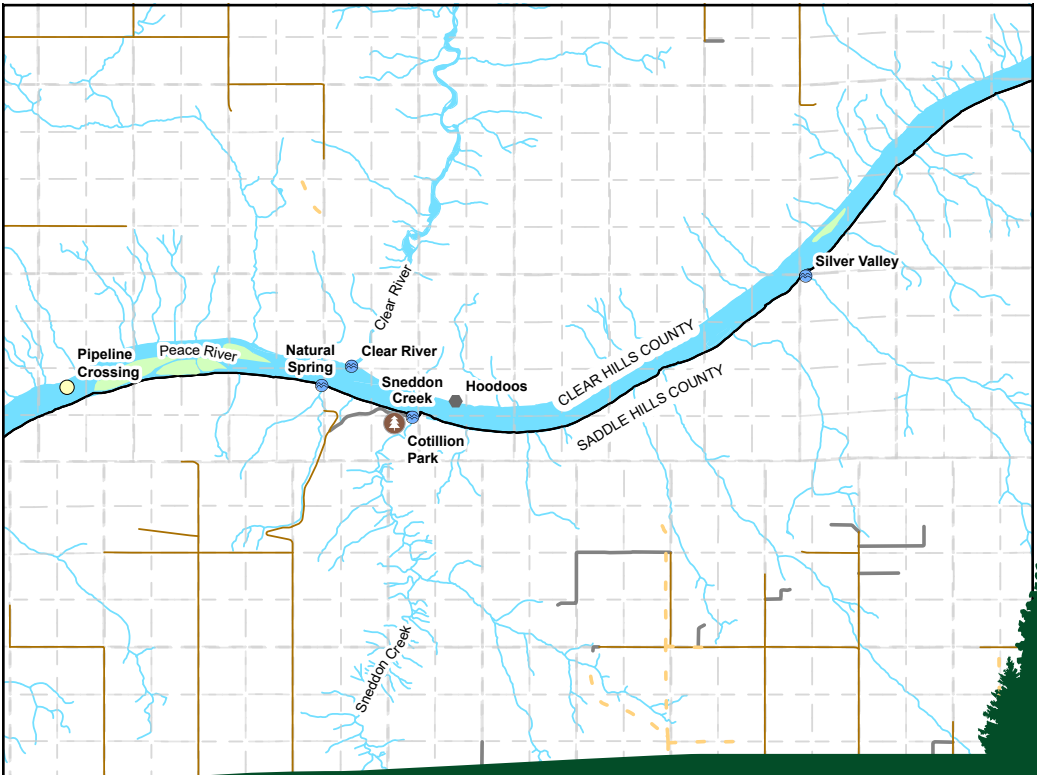 Silver Valley
Clear River
CLEAR HILLS COUNTY
Peace River
Natural
Spring
Clear River
Pipeline
Crossing
Sneddon
Creek
Hoodoos
SADDLE HILLS COUNTY
Cotillion
Park
Sneddon Creek